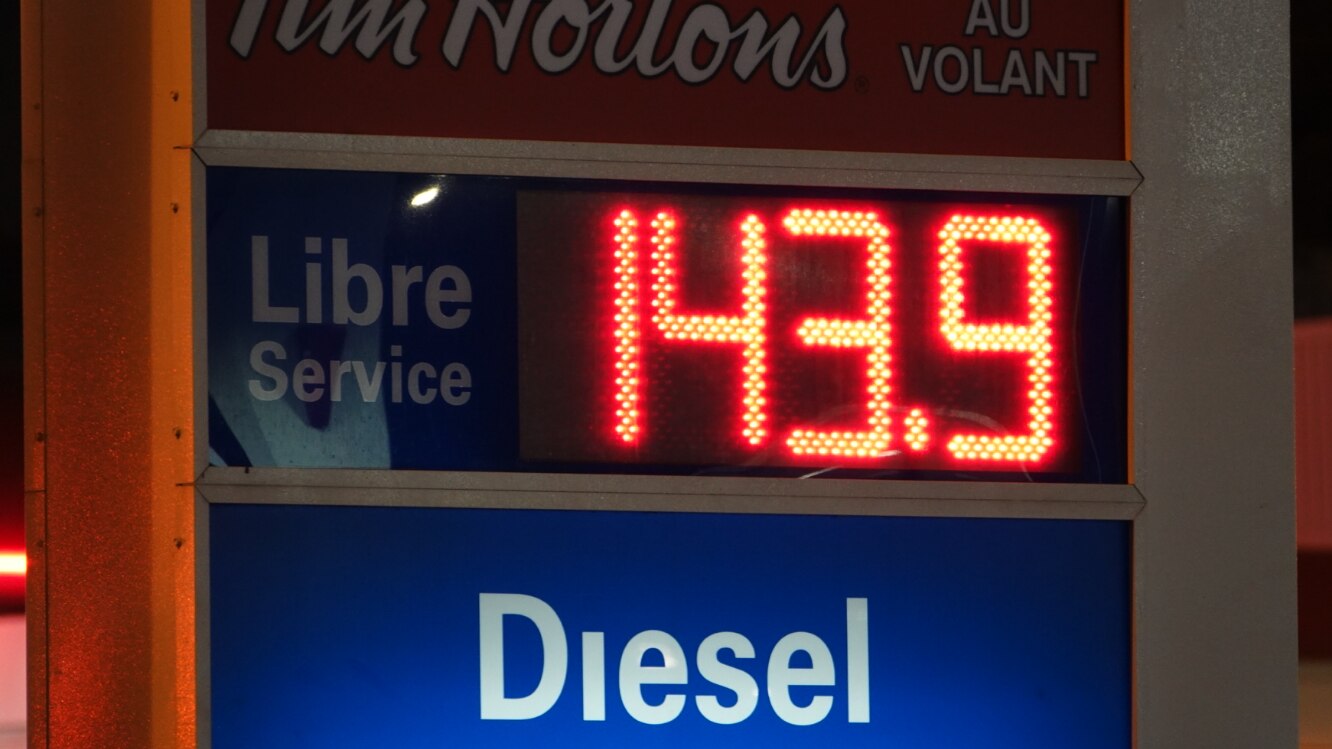 Tim Hortons
AU
VOLANT
Libre
Service
143.9
Diesel